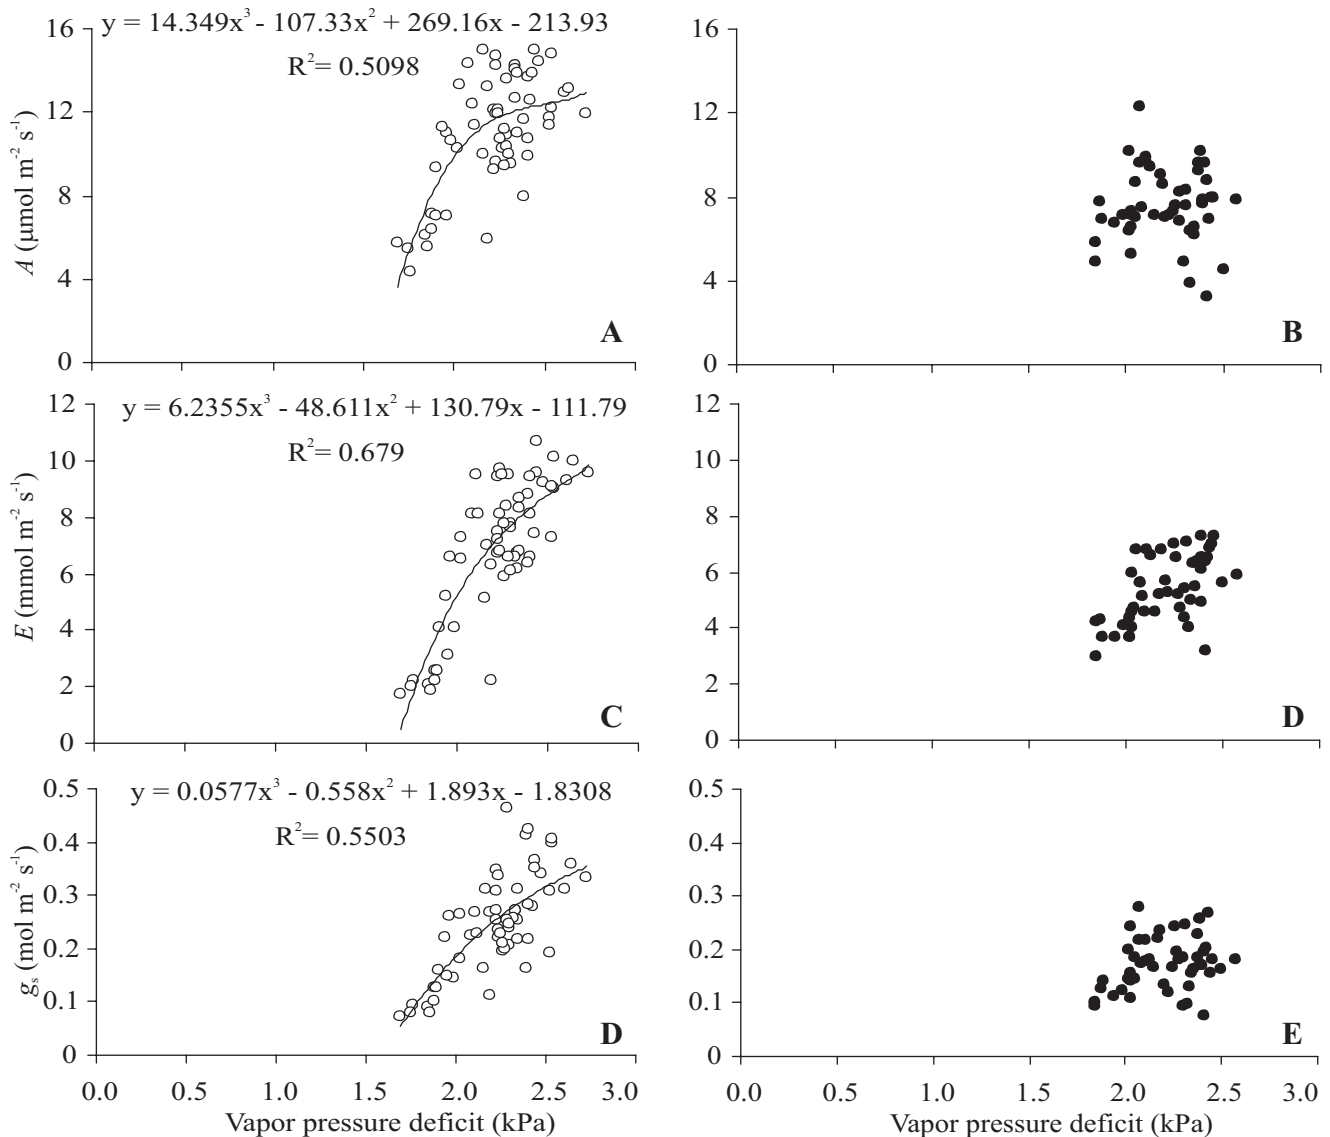 y = 14.349x³ - 107.33x² + 269.16x - 213.93
R² = 0.5098
16
12
8
4
0
A (μmol m⁻² s⁻¹)
A
16
12
8
4
0
B
y = 6.2355x³ - 48.611x² + 130.79x - 111.79
R² = 0.679
12
10
8
6
4
2
0
E (mmol m⁻² s⁻¹)
C
12
10
8
6
4
2
0
D
y = 0.0577x³ - 0.558x² + 1.893x - 1.8308
R² = 0.5503
0.5
0.4
0.3
0.2
0.1
0
gₛ (mol m⁻² s⁻¹)
D
0.0 0.5 1.0 1.5 2.0 2.5 3.0
Vapor pressure deficit (kPa)
0.5
0.4
0.3
0.2
0.1
0
E
0.0 0.5 1.0 1.5 2.0 2.5 3.0
Vapor pressure deficit (kPa)